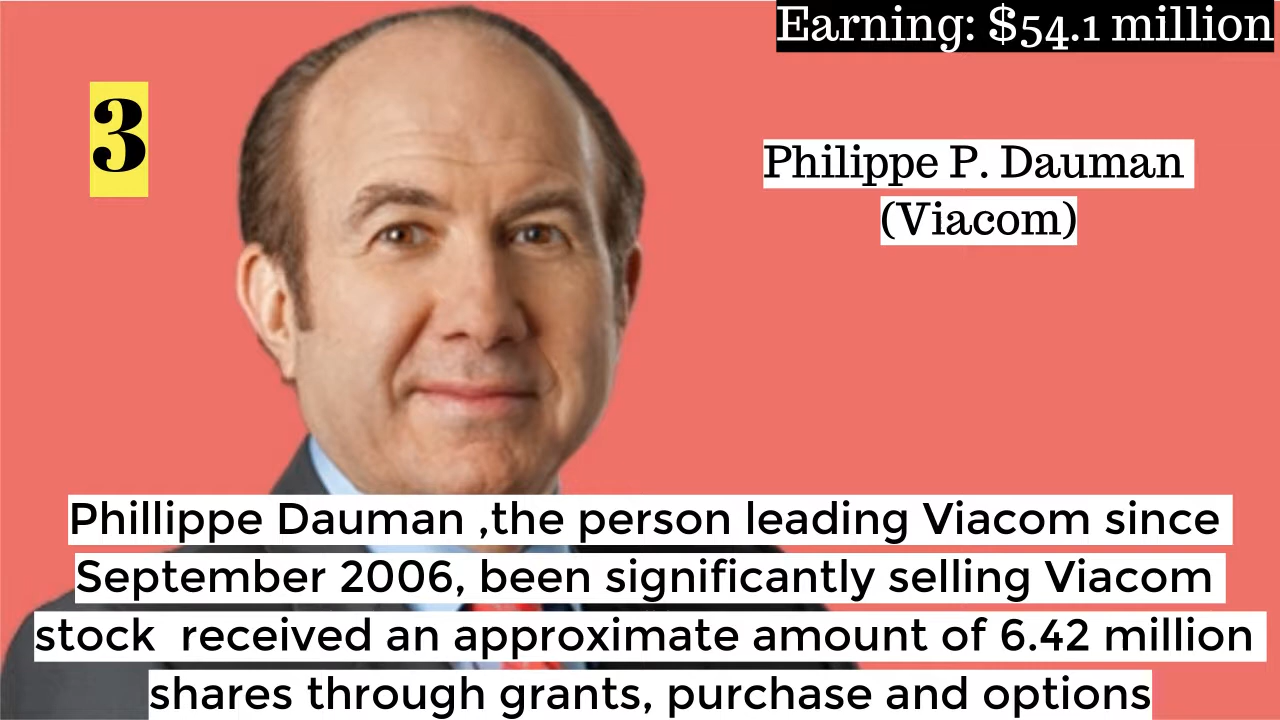 Earning: $54.1 million
3
Philippe P. Dauman
(Viacom)
Phillippe Dauman ,the person leading Viacom since
September 2006, been significantly selling Viacom
stock  received an approximate amount of 6.42 million
shares through grants, purchase and options